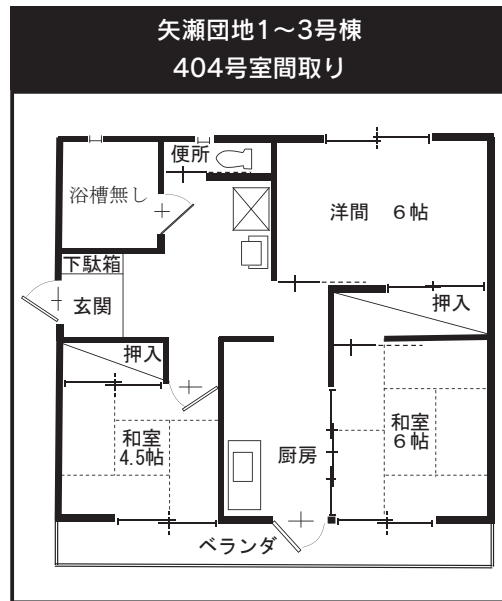 矢瀬団地1～3号棟
404号室間取り
便所
浴槽無し
洋間　6帖
下駄箱
玄関
押入
押入
和室
4.5帖
厨房
和室
6帖
ベランダ